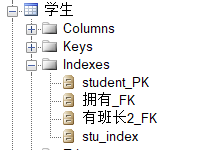 学生
Columns
Keys
Indexes
student_PK
拥有_FK
有班长2_FK
stu_index